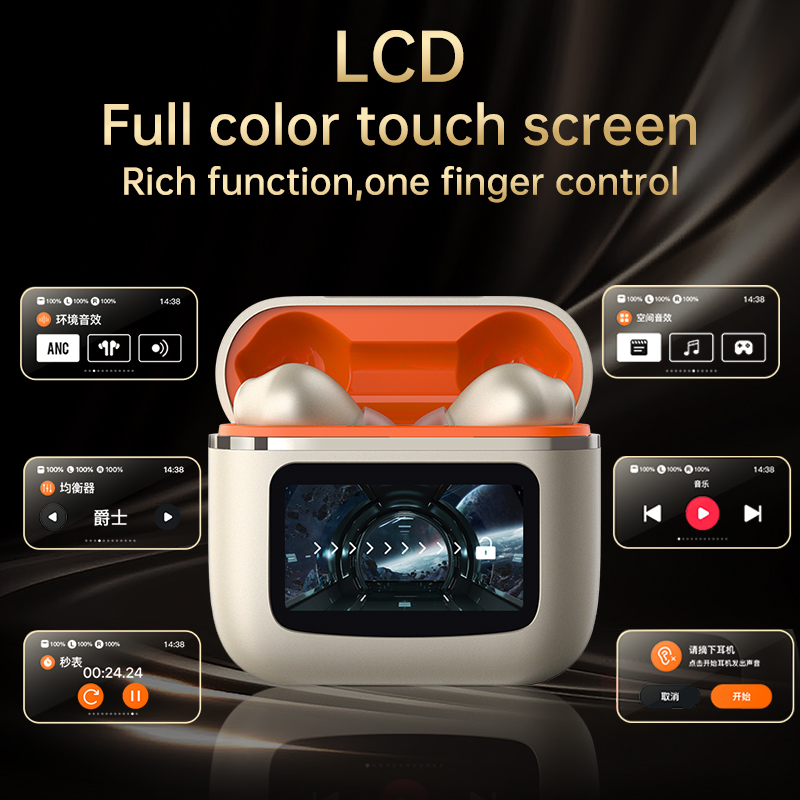 LCD
Full color touch screen
Rich function,one finger control
100% L 100% R 100% 14:38
环境音效
ANC
100% L 100% R 100% 14:38
空间音效
100% L 100% R 100% 14:38
均衡器
爵士
100% L 100% R 100% 14:38
音乐
100% L 100% R 100% 14:38
秒表
00:24.24
请摘下耳机
点击开始耳机发出声音
取消 开始